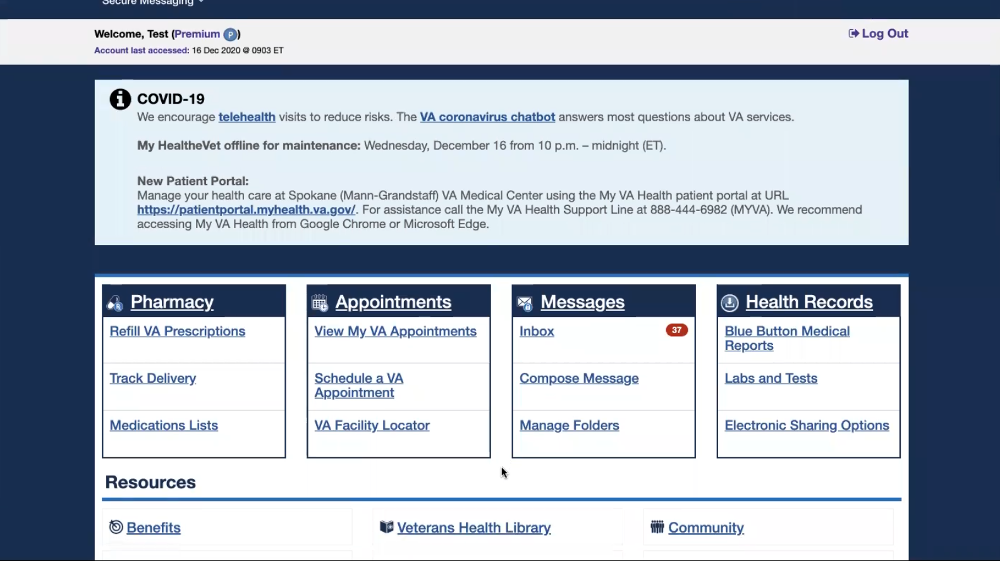 Secure Messaging
Welcome, Test (Premium P)
Account last accessed: 16 Dec 2020 @ 0903 ET
Log Out
COVID-19
We encourage telehealth visits to reduce risks. The VA coronavirus chatbot answers most questions about VA services.
My HealtheVet offline for maintenance: Wednesday, December 16 from 10 p.m. – midnight (ET).
New Patient Portal:
Manage your health care at Spokane (Mann-Grandstaff) VA Medical Center using the My VA Health patient portal at URL
https://patientportal.myhealth.va.gov/. For assistance call the My VA Health Support Line at 888-444-6982 (MYVA). We recommend
accessing My VA Health from Google Chrome or Microsoft Edge.
Pharmacy
Refill VA Prescriptions
Track Delivery
Medications Lists
Appointments
View My VA Appointments
Schedule a VA
Appointment
VA Facility Locator
Messages
Inbox 37
Compose Message
Manage Folders
Health Records
Blue Button Medical
Reports
Labs and Tests
Electronic Sharing Options
Resources
Benefits
Veterans Health Library
Community